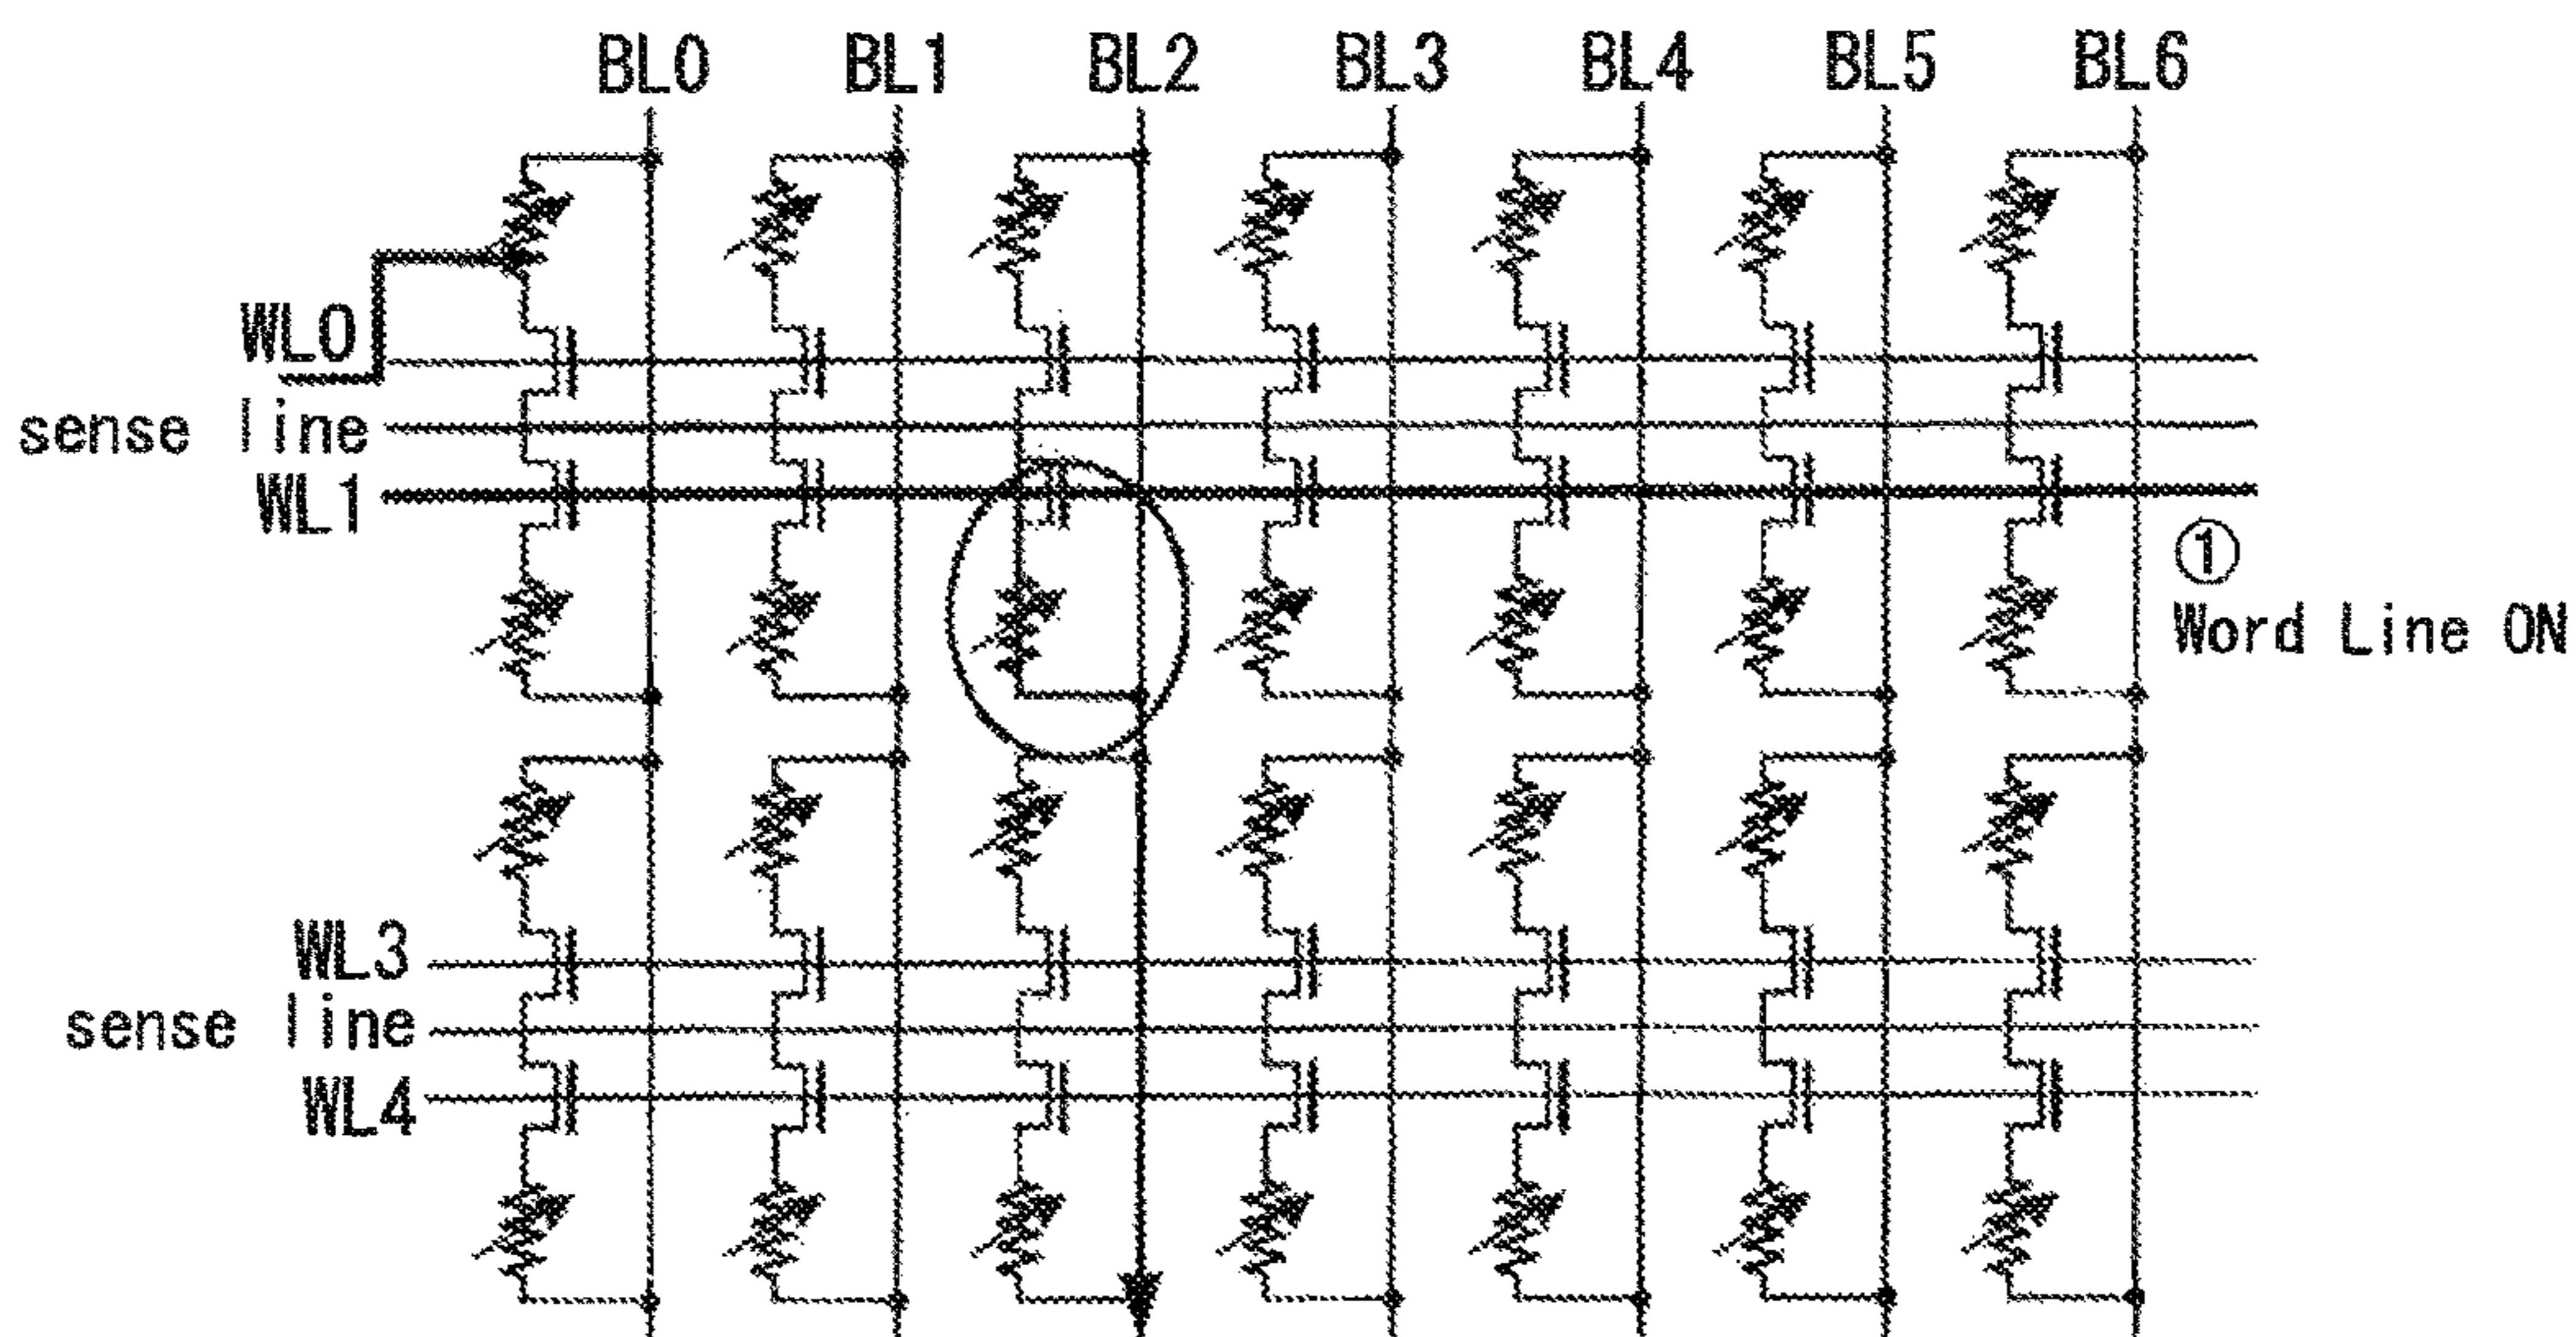 BL0 BL1 BL2 BL3 BL4 BL5 BL6
WL0
sense line
WL1
①
Word Line ON
WL3
sense line
WL4